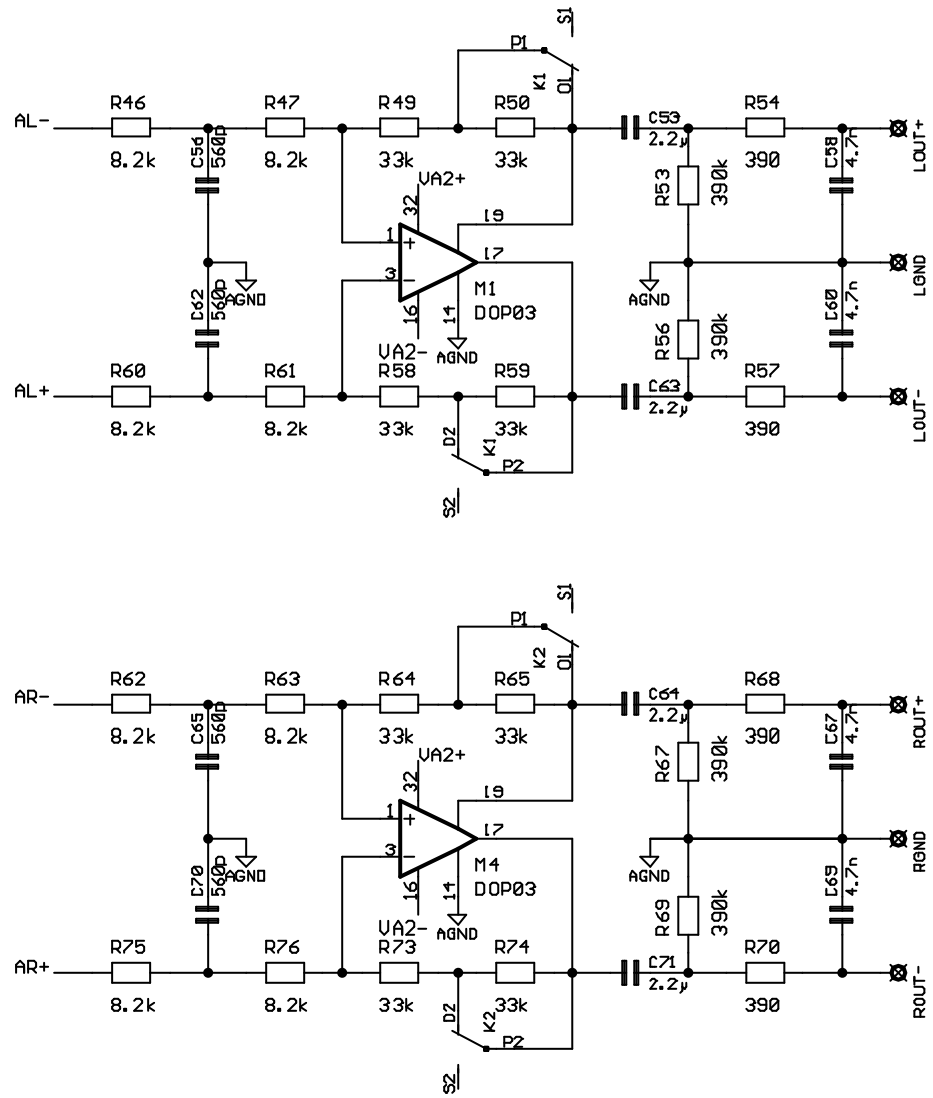 S1
P1
K1
O1
R46 R47 R49 R50 C53 R54
AL-
8.2k 8.2k 33k 33k 2.2µ 390
C56 560p
C58 4.7n
LOUT+
R53 390k
VA2+
32
19
1 +
17
3 -
M1
DOP03
AGND AGND
LGND
C62 560p
16 14
VA2- AGND
R56 390k
C60 4.7n
R60 R61 R58 R59 C63 R57
AL+
8.2k 8.2k 33k 33k 2.2µ 390
LOUT-
D2 K1
P2
S2
S1
P1
K2
O1
R62 R63 R64 R65 C64 R68
AR-
8.2k 8.2k 33k 33k 2.2µ 390
C65 560p
C67 4.7n
ROUT+
R67 390k
VA2+
32
19
1 +
17
3 -
M4
DOP03
AGND AGND
RGND
C70 560p
16 14
VA2- AGND
R69 390k
C69 4.7n
R75 R76 R73 R74 C71 R70
AR+
8.2k 8.2k 33k 33k 2.2µ 390
ROUT-
D2 K2
P2
S2